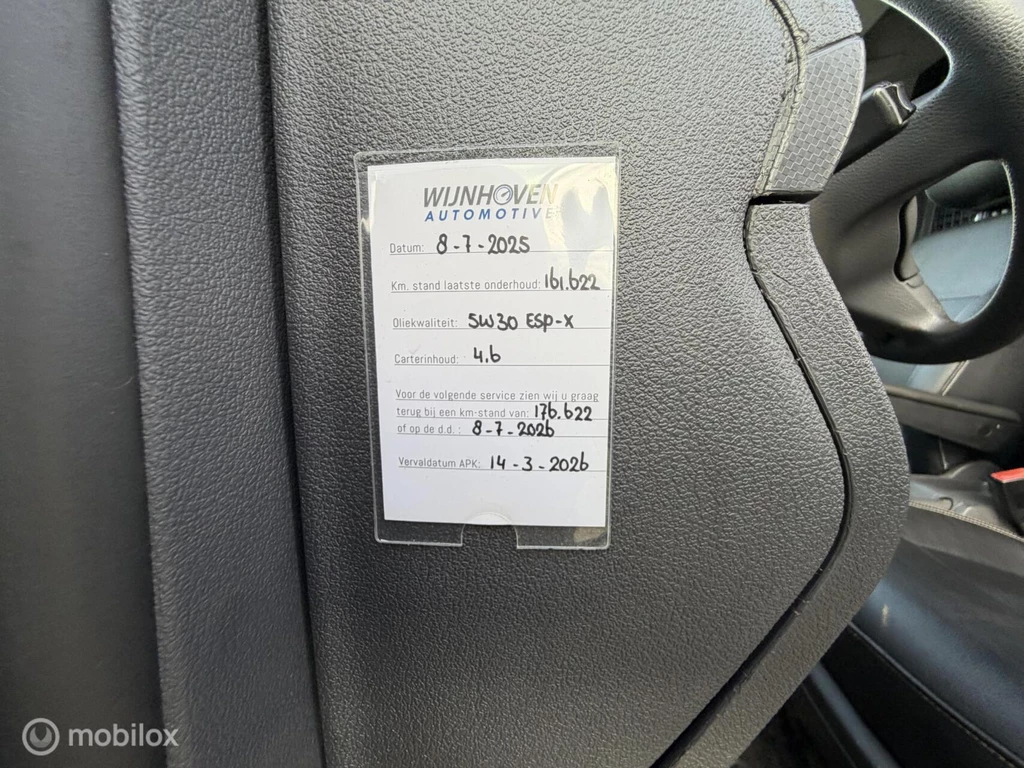 WIJNHOVEN
AUTOMOTIVE
Datum: 8-7-2025
Km. stand laatste onderhoud: 161.622
Oliekwaliteit: 5W30 ESP-X
Carterinhoud: 4.6
Voor de volgende service zien wij u graag
terug bij een km-stand van: 176.622
of op de d.d.: 8-7-2026
Vervaldatum APK: 14-3-2026
mobilox